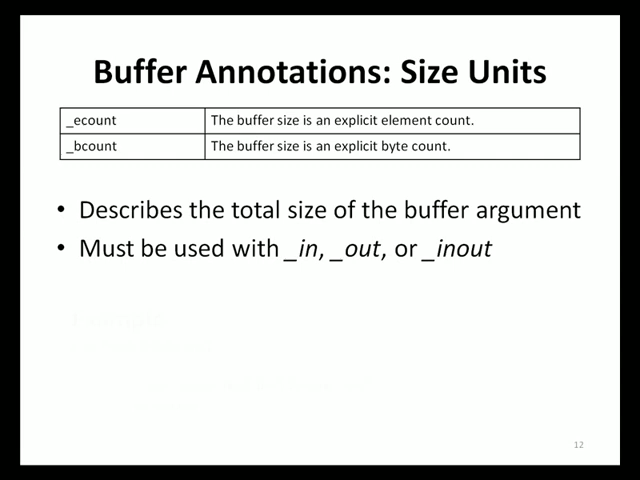 Buffer Annotations: Size Units
_ecount The buffer size is an explicit element count.
_bcount The buffer size is an explicit byte count.
• Describes the total size of the buffer argument
• Must be used with _in, _out, or _inout
12